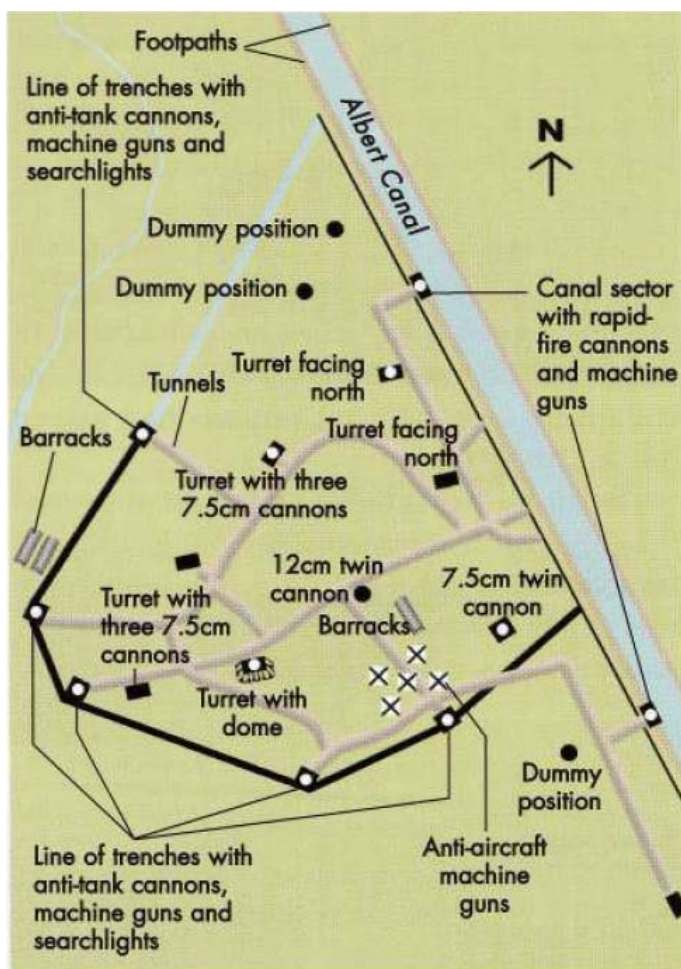 Footpaths
Line of trenches with
anti-tank cannons,
machine guns and
searchlights
Albert Canal
N
Dummy position
Dummy position
Canal sector
with rapid-
fire cannons
and machine
guns
Turret facing
north
Tunnels
Barracks
Turret facing
north
Turret with three
7.5cm cannons
12cm twin
cannon
7.5cm twin
cannon
Turret with
three 7.5cm
cannons
Barracks
Turret with
dome
Dummy
position
Line of trenches with
anti-tank cannons,
machine guns and
searchlights
Anti-aircraft
machine
guns